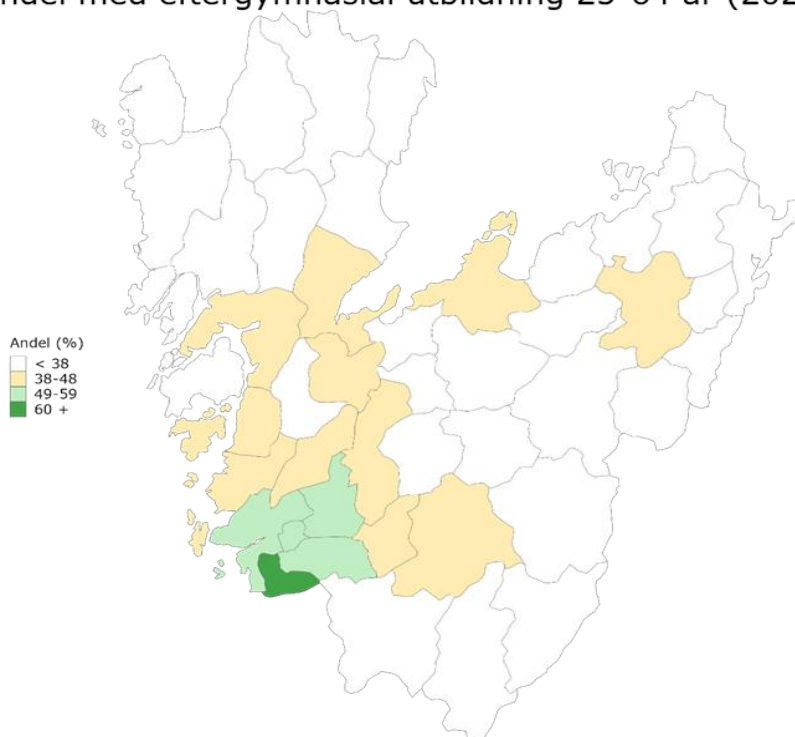 med eftergymnasial utbildning 25-64 år
Andel (%)
< 38
38-48
49-59
60 +